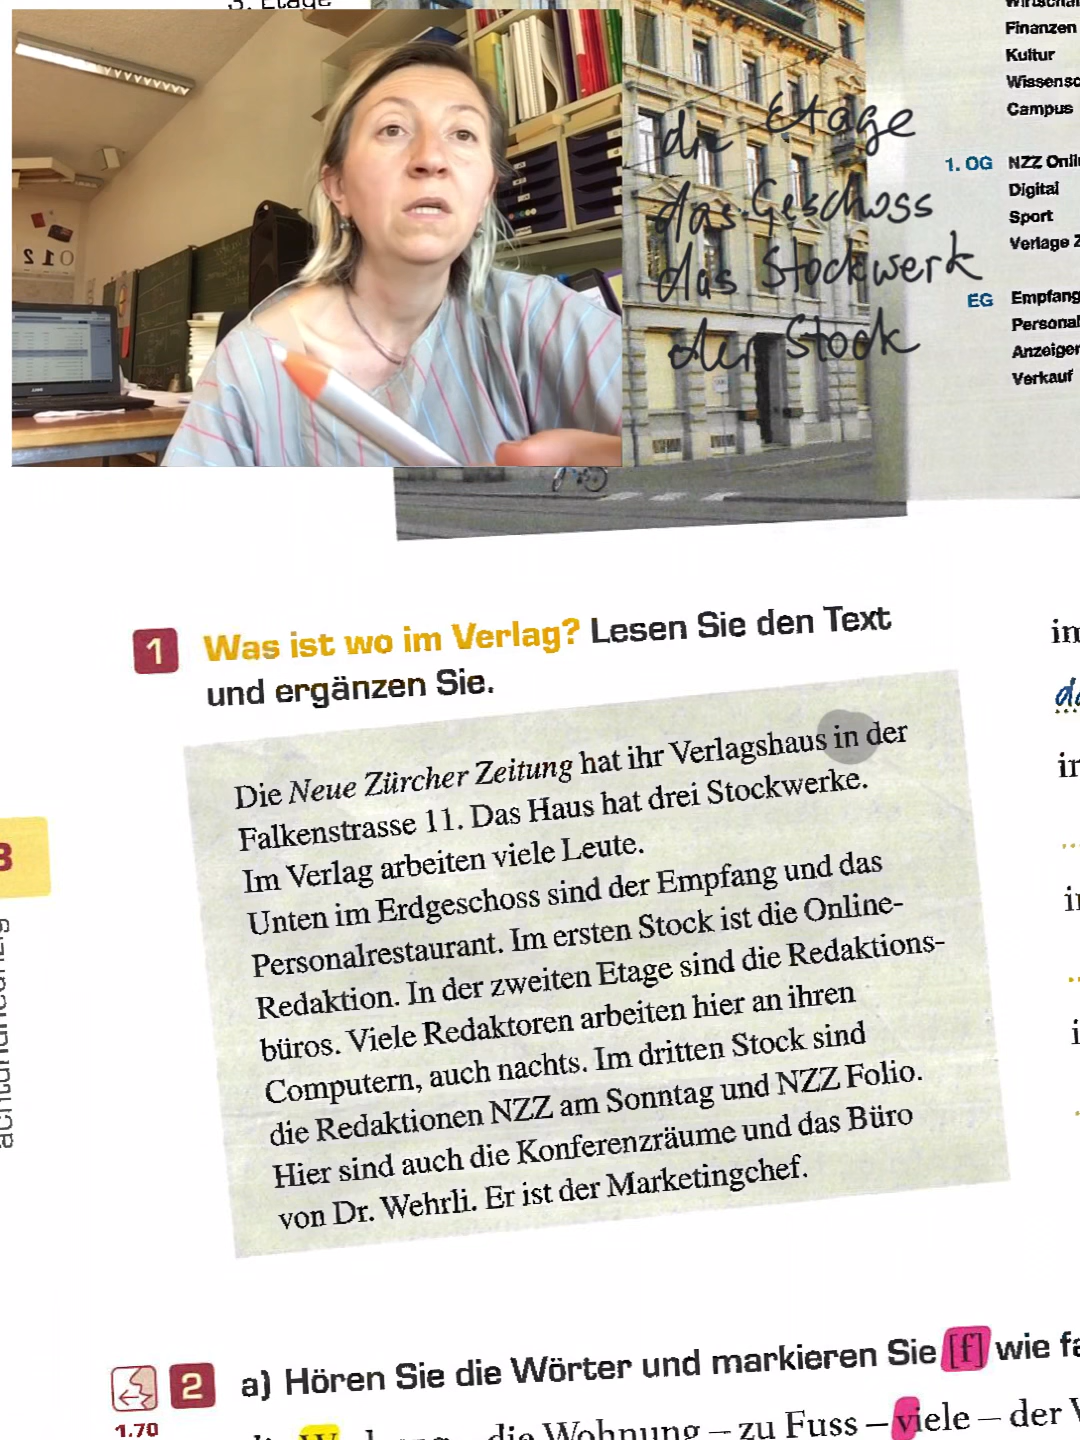 3. Etage
Finanzen
Kultur
Campus
1. OG NZZ
Digital
Sport
Verlage
EG Empfang
Verkauf
die Etage
das Geschoss
das Stockwerk
der Stock
1 Was ist wo im Verlag? Lesen Sie den Text
und ergänzen Sie.
Die Neue Zürcher Zeitung hat ihr Verlagshaus in der
Falkenstrasse 11. Das Haus hat drei Stockwerke.
Im Verlag arbeiten viele Leute.
Unten im Erdgeschoss sind der Empfang und das
Personalrestaurant. Im ersten Stock ist die Online-
Redaktion. In der zweiten Etage sind die Redaktions-
büros. Viele Redaktoren arbeiten hier an ihren
Computern, auch nachts. Im dritten Stock sind
die Redaktionen NZZ am Sonntag und NZZ Folio.
Hier sind auch die Konferenzräume und das Büro
von Dr. Wehrli. Er ist der Marketingchef.
2 a) Hören Sie die Wörter und markieren Sie [f] wie
1.70
die Wohnung – zu Fuss – viele – der